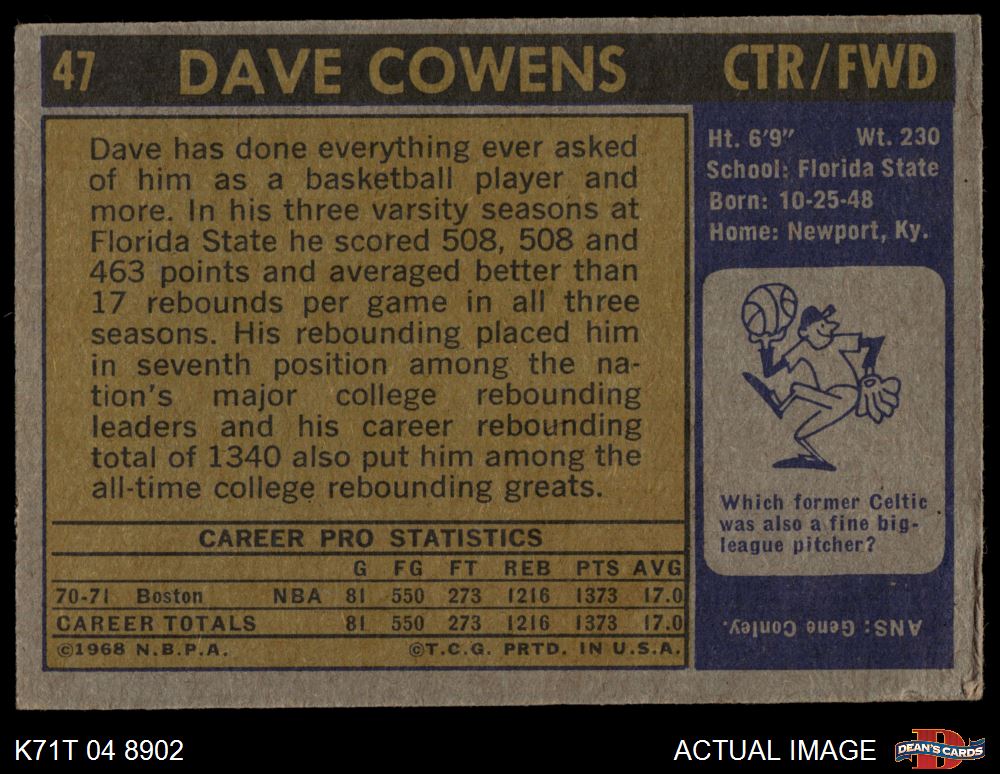 47 DAVE COWENS CTR/FWD
Dave has done everything ever asked
of him as a basketball player and
more. In his three varsity seasons at
Florida State he scored 508, 508 and
463 points and averaged better than
17 rebounds per game in all three
seasons. His rebounding placed him
in seventh position among the na-
tion's major college rebounding
leaders and his career rebounding
total of 1340 also put him among the
all-time college rebounding greats.
CAREER PRO STATISTICS
G FG FT REB PTS AVG
70-71 Boston NBA 81 550 273 1216 1373 17.0
CAREER TOTALS 81 550 273 1216 1373 17.0
©1968 N.B.P.A. ©T.C.G. PRTD. IN U.S.A.
Ht. 6'9" Wt. 230
School: Florida State
Born: 10-25-48
Home: Newport, Ky.
Which former Celtic
was also a fine big-
league pitcher?
ANS: Gene Conley.
K71T 04 8902
ACTUAL IMAGE
DEAN'S CARDS